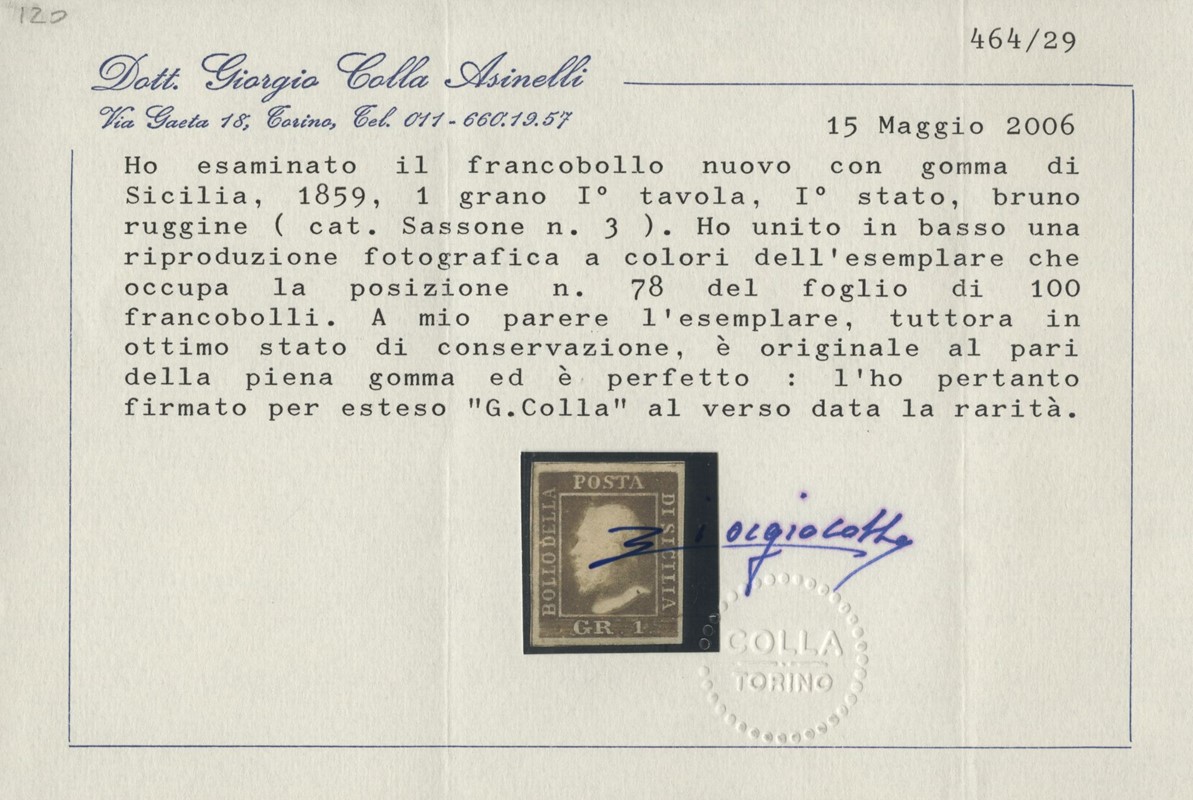 120
464/29
Dott. Giorgio Colla Asinelli
Via Gaeta 18, Torino, Tel. 011 - 660.19.57
15 Maggio 2006
Ho esaminato il francobollo nuovo con gomma di
Sicilia, 1859, 1 grano I° tavola, I° stato, bruno
ruggine ( cat. Sassone n. 3 ). Ho unito in basso una
riproduzione fotografica a colori dell'esemplare che
occupa la posizione n. 78 del foglio di 100
francobolli. A mio parere l'esemplare, tuttora in
ottimo stato di conservazione, è originale al pari
della piena gomma ed è perfetto : l'ho pertanto
firmato per esteso "G.Colla" al verso data la rarità.
POSTA
BOLLO DELLA
DI SICILIA
GR 1
Giorgio Colla
COLLA
TORINO